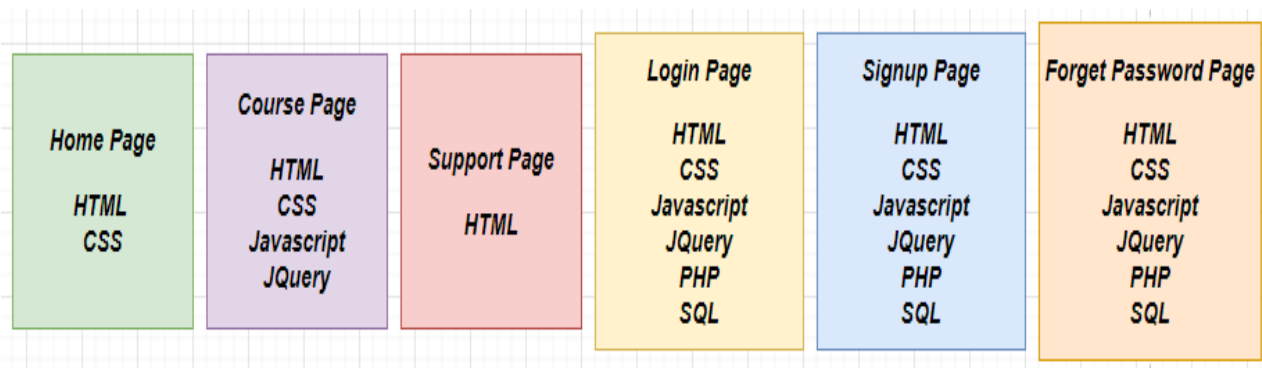 Home Page
HTML
CSS
Course Page
HTML
CSS
Javascript
JQuery
Support Page
HTML
Login Page
HTML
CSS
Javascript
JQuery
PHP
SQL
Signup Page
HTML
CSS
Javascript
JQuery
PHP
SQL
Forget Password Page
HTML
CSS
Javascript
JQuery
PHP
SQL